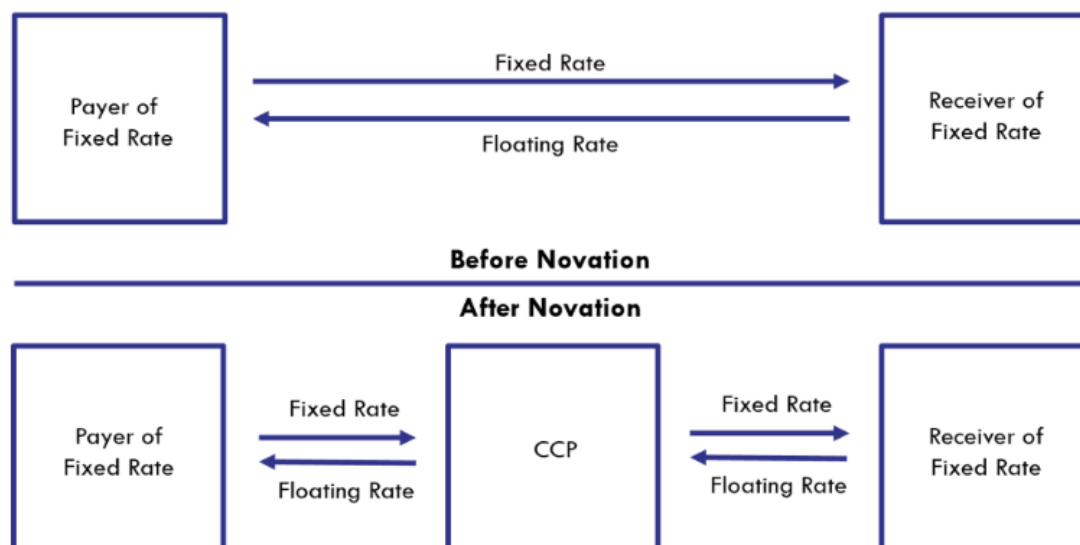 Fixed Rate
Payer of
Fixed Rate
Receiver of
Fixed Rate
Floating Rate
Before Novation
After Novation
Fixed Rate
Fixed Rate
Payer of
Fixed Rate
CCP
Receiver of
Fixed Rate
Floating Rate
Floating Rate